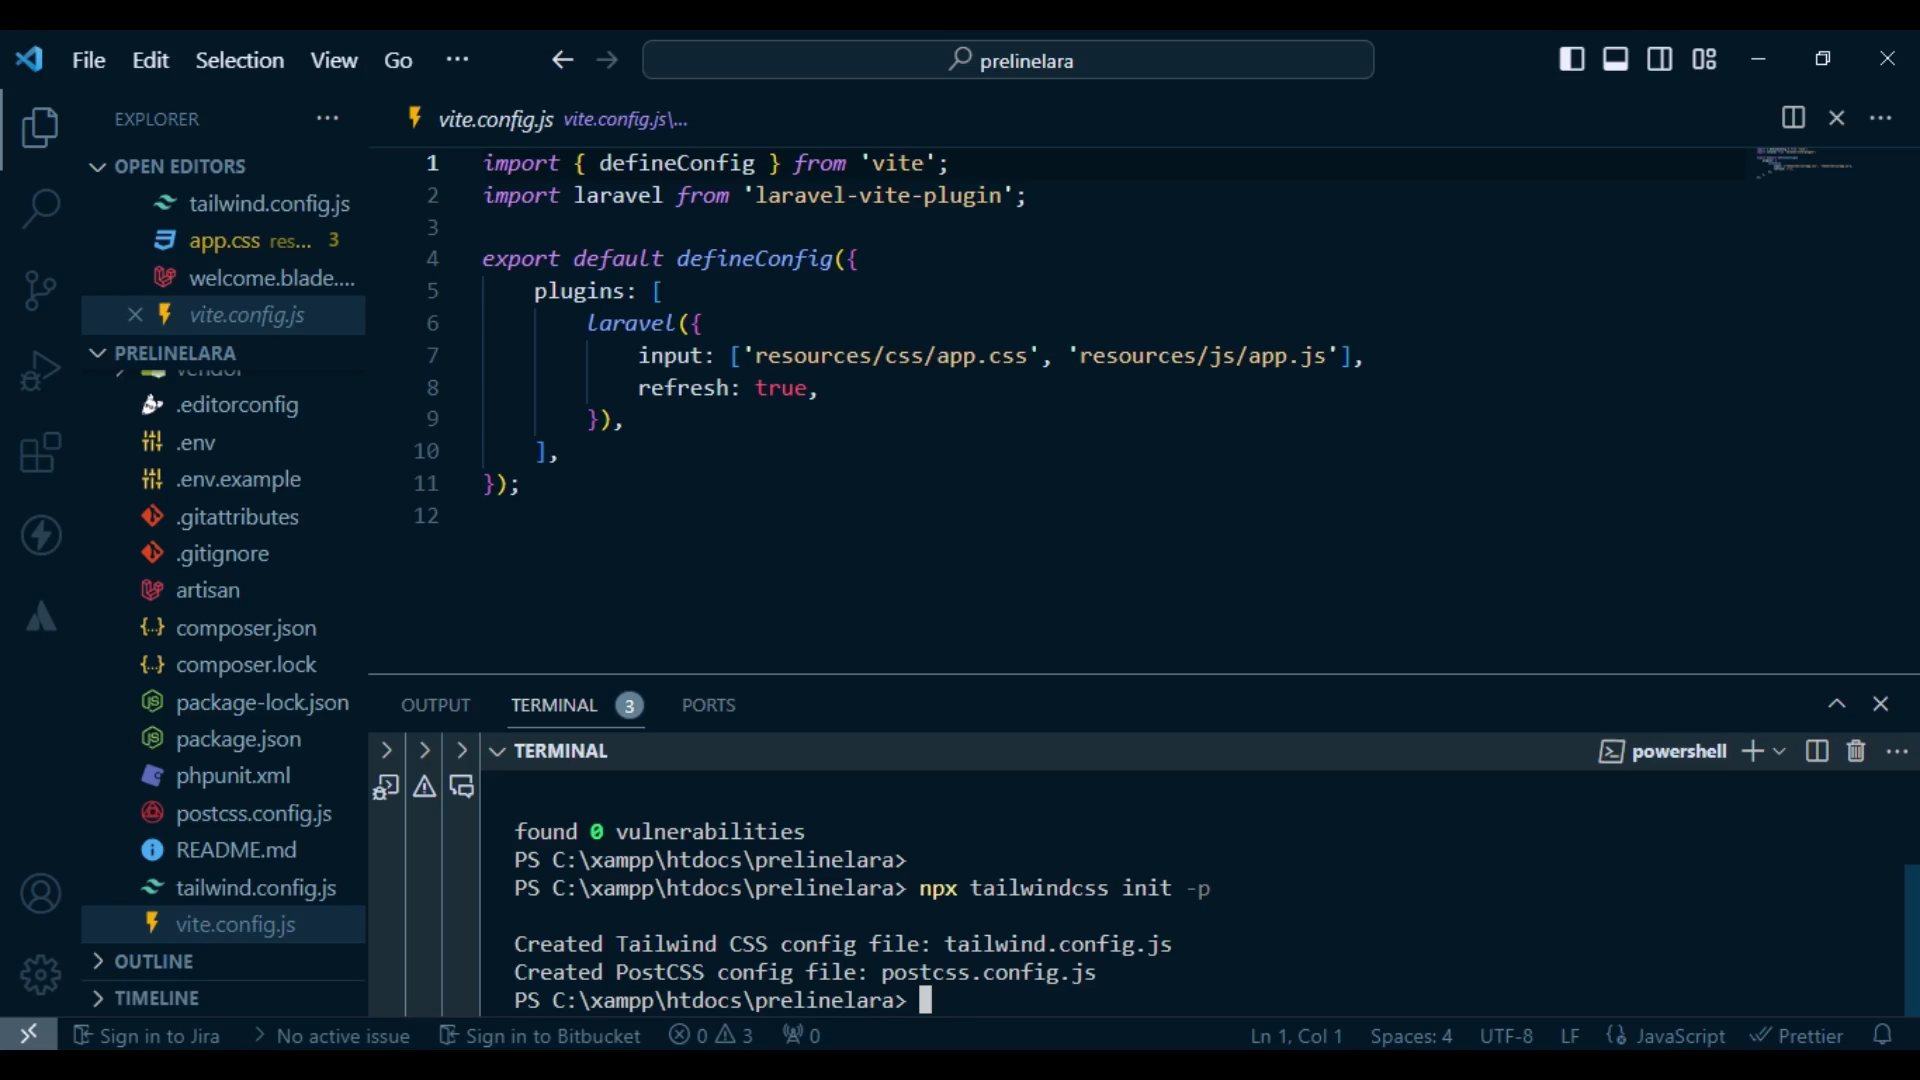 File Edit Selection View Go ··· prelinelara
EXPLORER ···
OPEN EDITORS
tailwind.config.js
app.css res... 3
welcome.blade....
vite.config.js
PRELINELARA
vendor
.editorconfig
.env
.env.example
.gitattributes
.gitignore
artisan
composer.json
composer.lock
package-lock.json
package.json
phpunit.xml
postcss.config.js
README.md
tailwind.config.js
vite.config.js
OUTLINE
TIMELINE
vite.config.js vite.config.js\...
1 import { defineConfig } from 'vite';
2 import laravel from 'laravel-vite-plugin';
3
4 export default defineConfig({
5 plugins: [
6 laravel({
7 input: ['resources/css/app.css', 'resources/js/app.js'],
8 refresh: true,
9 }),
10 ],
11 });
12
OUTPUT TERMINAL 3 PORTS
TERMINAL powershell
found 0 vulnerabilities
PS C:\xampp\htdocs\prelinelara>
PS C:\xampp\htdocs\prelinelara> npx tailwindcss init -p
Created Tailwind CSS config file: tailwind.config.js
Created PostCSS config file: postcss.config.js
PS C:\xampp\htdocs\prelinelara>
Sign in to Jira No active issue Sign in to Bitbucket 0 3 0 Ln 1, Col 1 Spaces: 4 UTF-8 LF JavaScript Prettier